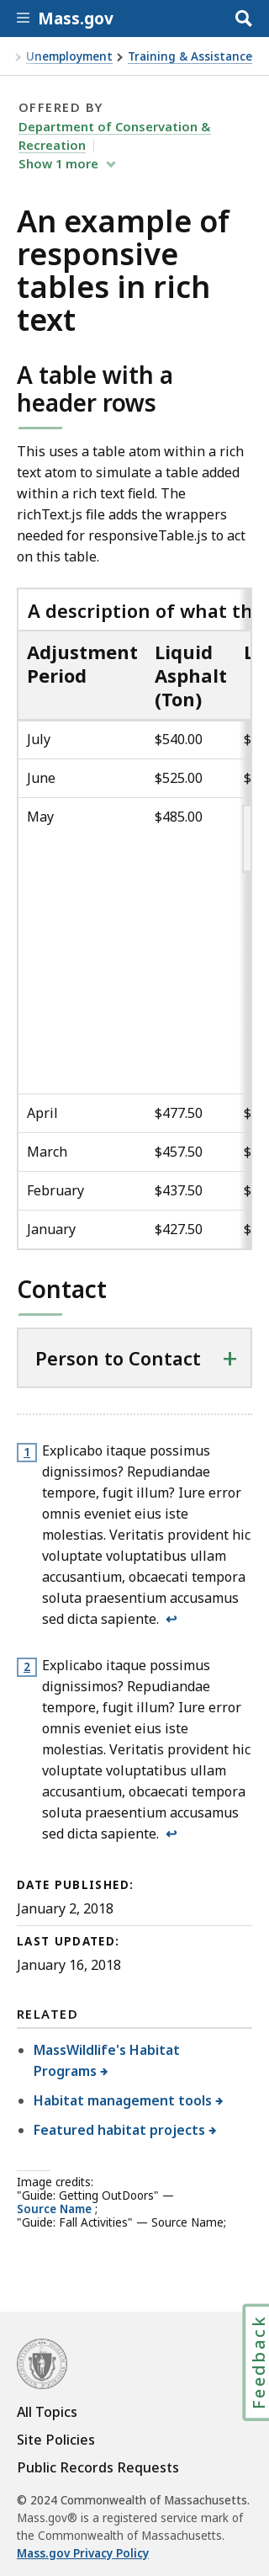 Mass.gov
Unemployment
Training & Assistance
OFFERED BY
Department of Conservation &
Recreation
Show 1 more
An example of
responsive
tables in rich
text
A table with a
header rows
This uses a table atom within a rich
text atom to simulate a table added
within a rich text field. The
richText.js file adds the wrappers
needed for responsiveTable.js to act
on this table.
A description of what th
Adjustment Liquid L
Period Asphalt
(Ton)
July $540.00 $
June $525.00 $
May $485.00
April $477.50 $
March $457.50 $
February $437.50 $
January $427.50 $
Contact
Person to Contact +
1 Explicabo itaque possimus
dignissimos? Repudiandae
tempore, fugit illum? Iure error
omnis eveniet eius iste
molestias. Veritatis provident hic
voluptate voluptatibus ullam
accusantium, obcaecati tempora
soluta praesentium accusamus
sed dicta sapiente. ↩
2 Explicabo itaque possimus
dignissimos? Repudiandae
tempore, fugit illum? Iure error
omnis eveniet eius iste
molestias. Veritatis provident hic
voluptate voluptatibus ullam
accusantium, obcaecati tempora
soluta praesentium accusamus
sed dicta sapiente. ↩
DATE PUBLISHED:
January 2, 2018
LAST UPDATED:
January 16, 2018
RELATED
MassWildlife's Habitat
Programs
Habitat management tools
Featured habitat projects
Image credits:
"Guide: Getting OutDoors" —
Source Name ;
"Guide: Fall Activities" — Source Name;
Feedback
All Topics
Site Policies
Public Records Requests
© 2024 Commonwealth of Massachusetts.
Mass.gov® is a registered service mark of
the Commonwealth of Massachusetts.
Mass.gov Privacy Policy